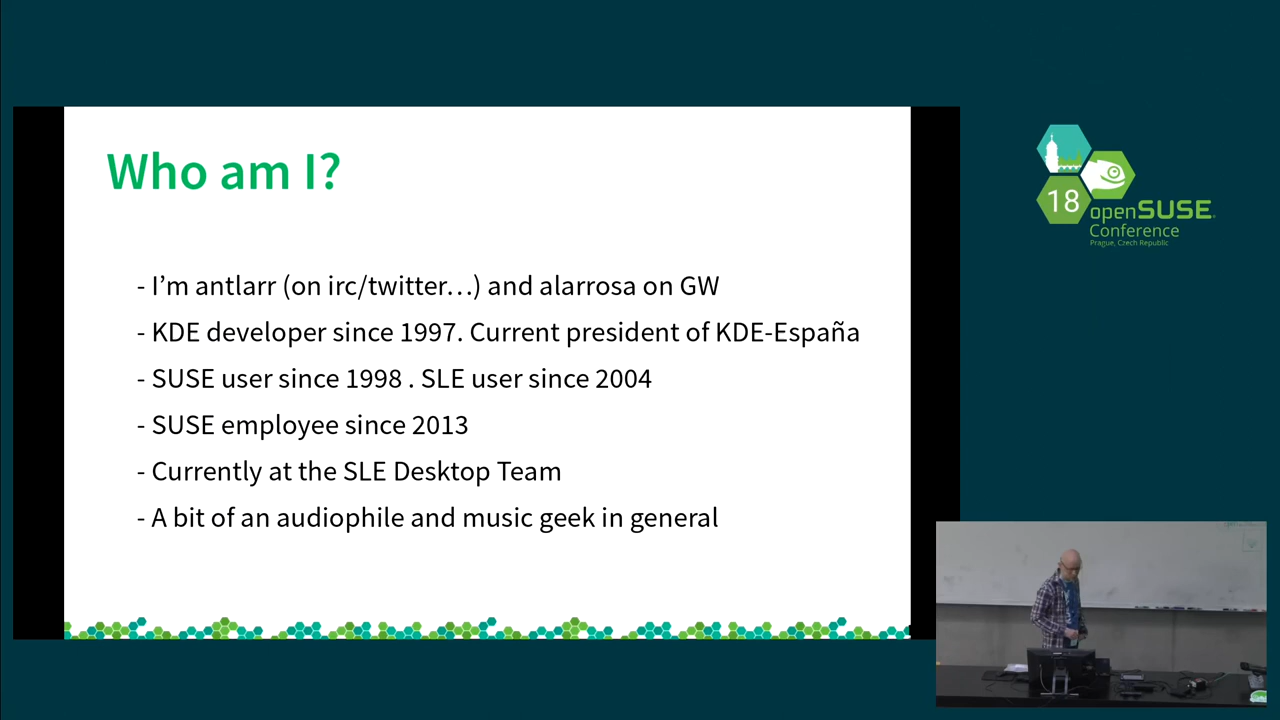 Who am I?
- I’m antlarr (on irc/twitter…) and alarrosa on GW
- KDE developer since 1997. Current president of KDE-España
- SUSE user since 1998 . SLE user since 2004
- SUSE employee since 2013
- Currently at the SLE Desktop Team
- A bit of an audiophile and music geek in general
18
openSUSE
Conference
Prague, Czech Republic